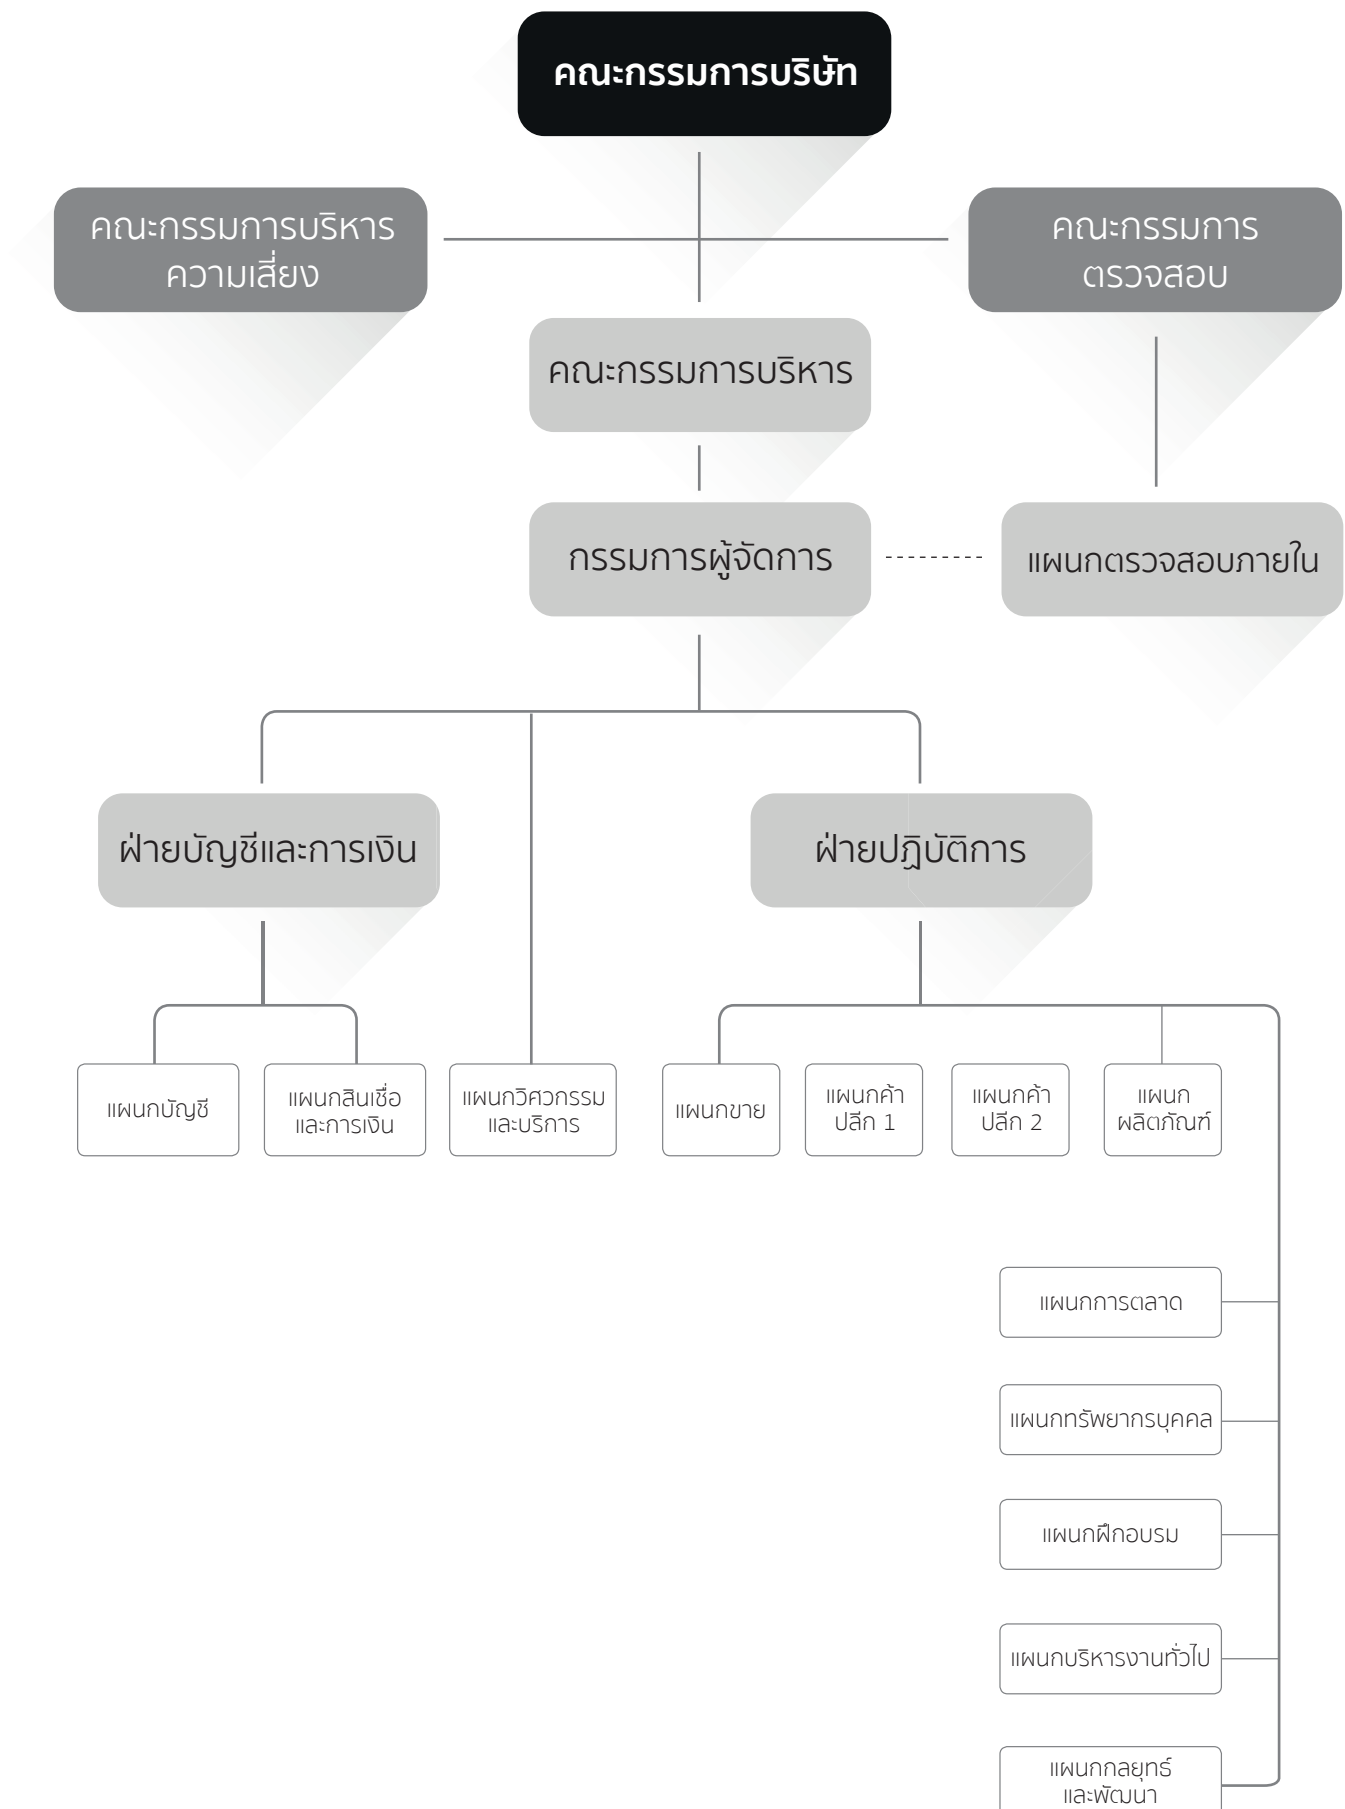 คณะกรรมการบริษัท
คณะกรรมการบริหาร
ความเสี่ยง
คณะกรรมการ
ตรวจสอบ
คณะกรรมการบริหาร
กรรมการผู้จัดการ
แผนกตรวจสอบภายใน
ฝ่ายบัญชีและการเงิน
ฝ่ายปฏิบัติการ
แผนกบัญชี
แผนกสินเชื่อ
และการเงิน
แผนกวิศวกรรม
และบริการ
แผนกขาย
แผนกค้า
ปลีก 1
แผนกค้า
ปลีก 2
แผนก
ผลิตภัณฑ์
แผนกการตลาด
แผนกทรัพยากรบุคคล
แผนกฝึกอบรม
แผนกบริหารงานทั่วไป
แผนกกลยุทธ์
และพัฒนา